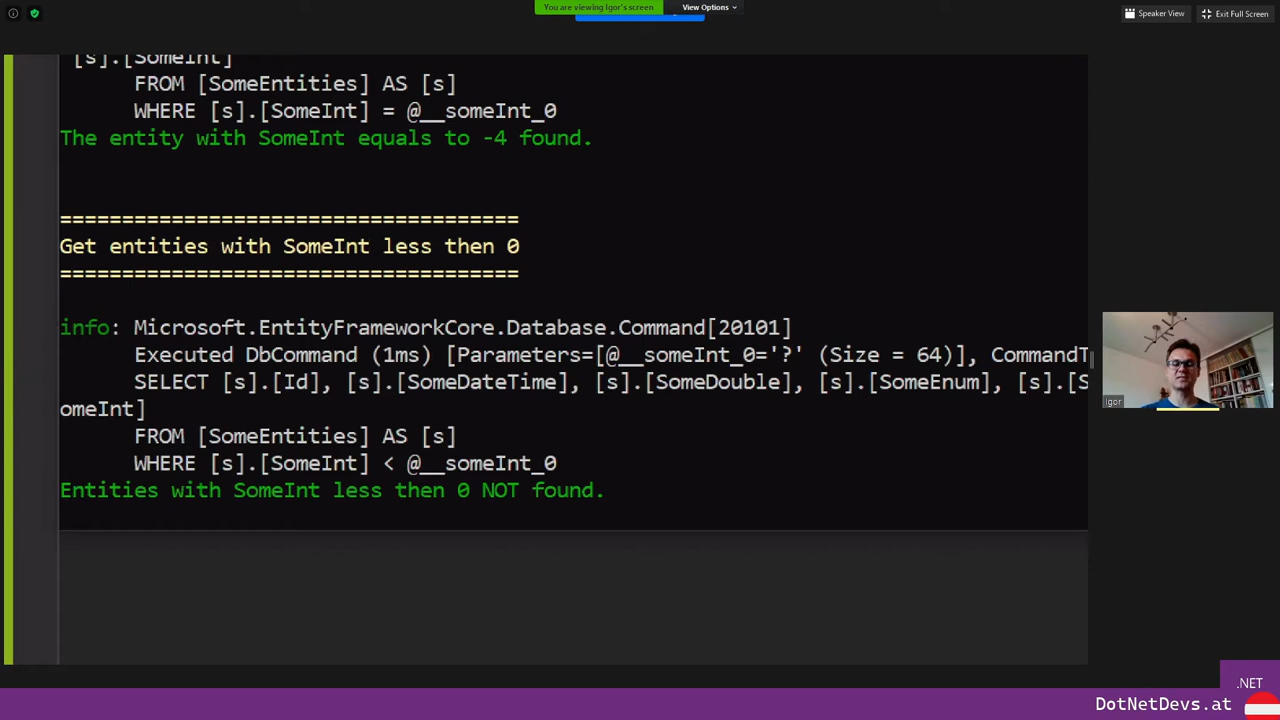 You are viewing Igor's screen
View Options
Speaker View
Exit Full Screen
[s].[SomeInt]
FROM [SomeEntities] AS [s]
WHERE [s].[SomeInt] = @__someInt_0
The entity with SomeInt equals to -4 found.
=====================================
Get entities with SomeInt less then 0
=====================================
info: Microsoft.EntityFrameworkCore.Database.Command[20101]
Executed DbCommand (1ms) [Parameters=[@__someInt_0='?' (Size = 64)], CommandT
SELECT [s].[Id], [s].[SomeDateTime], [s].[SomeDouble], [s].[SomeEnum], [s].[S
omeInt]
FROM [SomeEntities] AS [s]
WHERE [s].[SomeInt] < @__someInt_0
Entities with SomeInt less then 0 NOT found.
Igor
.NET
DotNetDevs.at